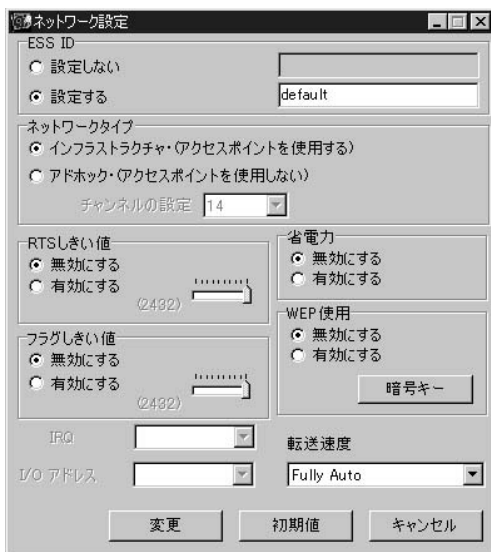 ネットワーク設定
ESS ID
設定しない
設定する
default
ネットワークタイプ
インフラストラクチャ・(アクセスポイントを使用する)
アドホック・(アクセスポイントを使用しない)
チャンネルの設定 14
RTSしきい値
無効にする
有効にする
(2432)
省電力
無効にする
有効にする
フラグしきい値
無効にする
有効にする
(2432)
WEP使用
無効にする
有効にする
暗号キー
IRQ
I/O アドレス
転送速度
Fully Auto
変更 初期値 キャンセル